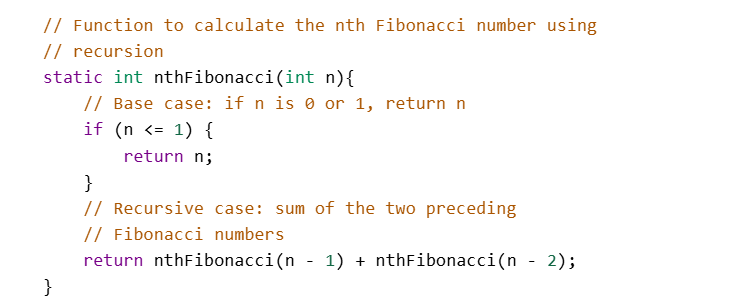 // Function to calculate the nth Fibonacci number using
// recursion
static int nthFibonacci(int n){
    // Base case: if n is 0 or 1, return n
    if (n <= 1) {
        return n;
    }
    // Recursive case: sum of the two preceding
    // Fibonacci numbers
    return nthFibonacci(n - 1) + nthFibonacci(n - 2);
}